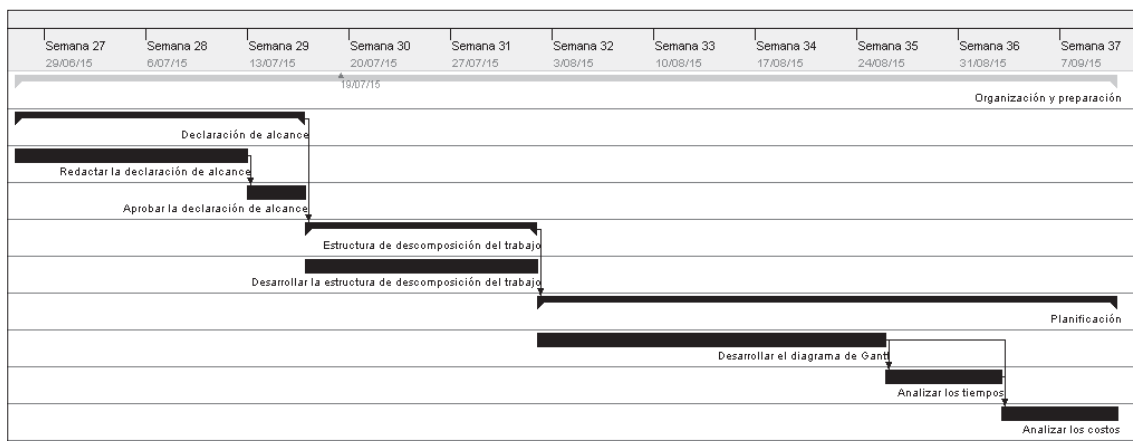 Semana 27 Semana 28 Semana 29 Semana 30 Semana 31 Semana 32 Semana 33 Semana 34 Semana 35 Semana 36 Semana 37
29/06/15 6/07/15 13/07/15 20/07/15 27/07/15 3/08/15 10/08/15 17/08/15 24/08/15 31/08/15 7/09/15
19/07/15
Organización y preparación
Declaración de alcance
Redactar la declaración de alcance
Aprobar la declaración de alcance
Estructura de descomposición del trabajo
Desarrollar la estructura de descomposición del trabajo
Planificación
Desarrollar el diagrama de Gantt
Analizar los tiempos
Analizar los costos